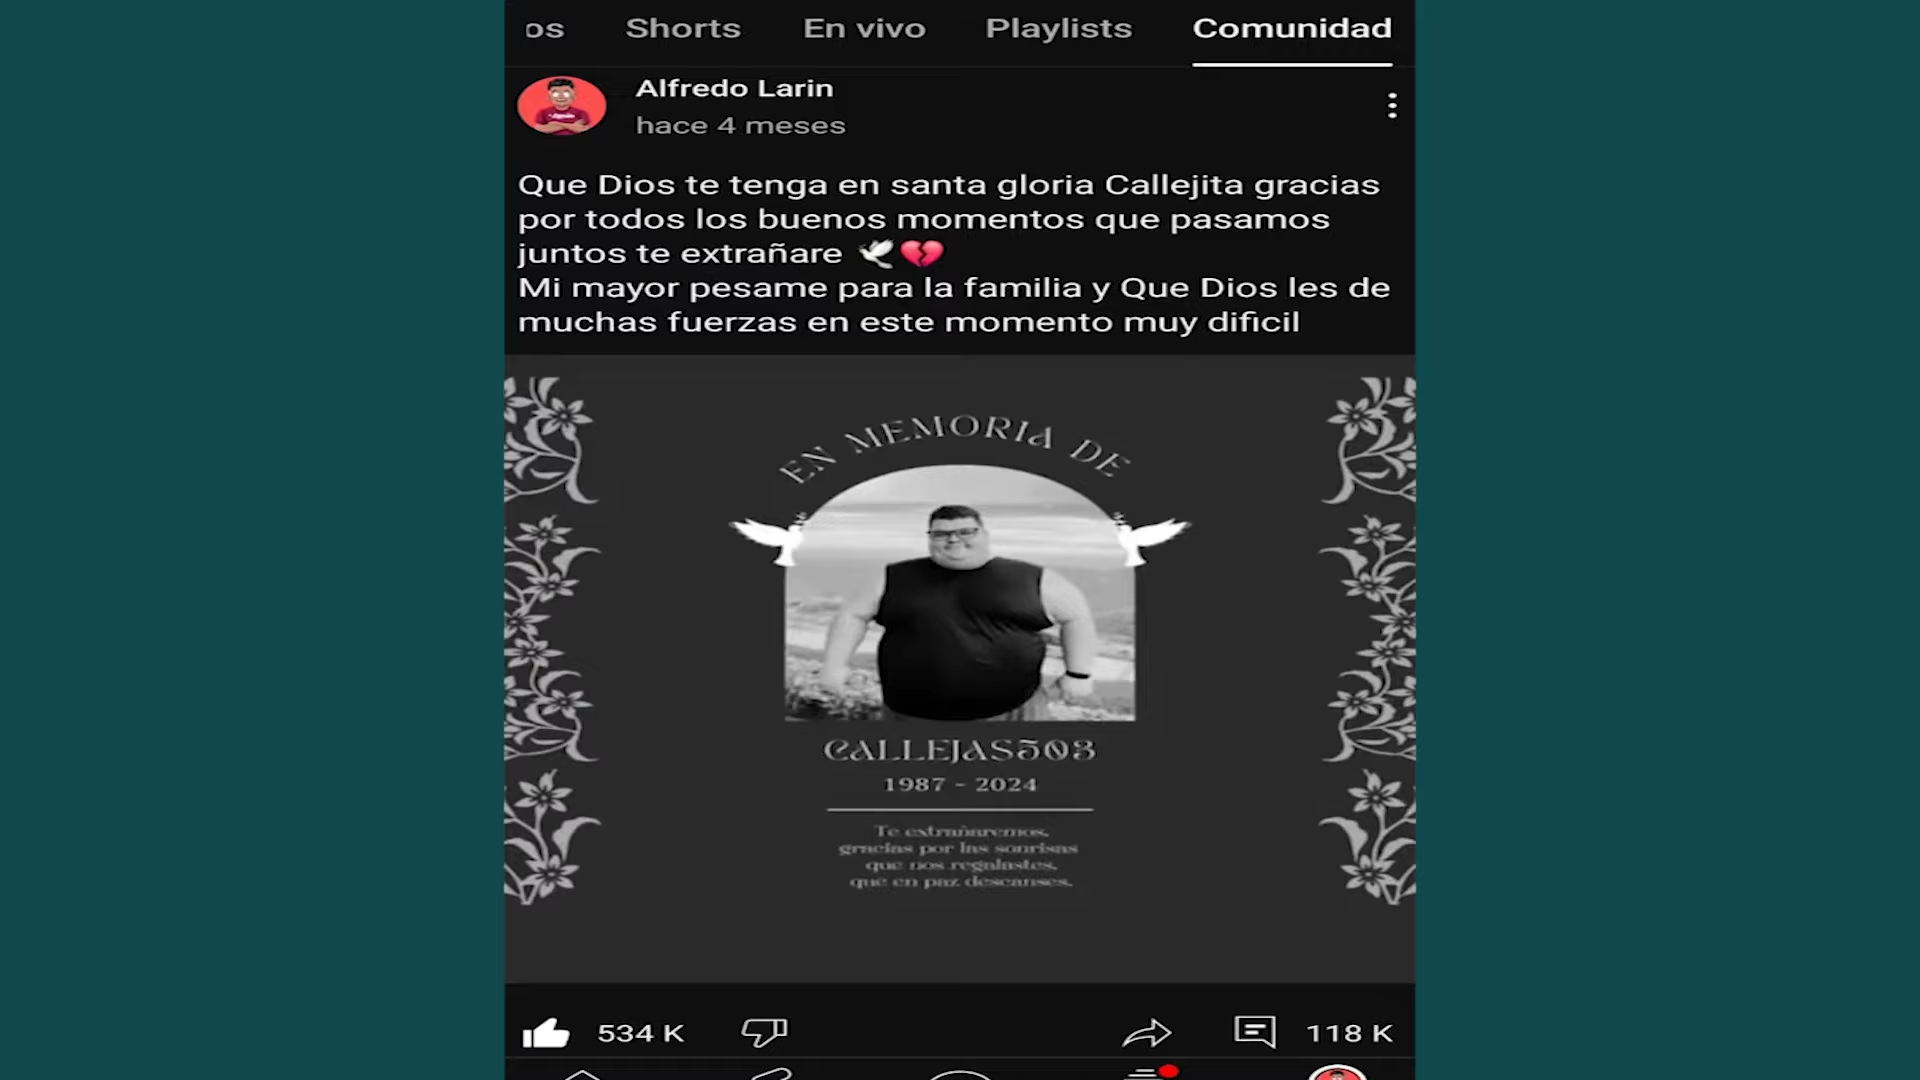 os Shorts En vivo Playlists Comunidad
Alfredo Larin
hace 4 meses
Que Dios te tenga en santa gloria Callejita gracias
por todos los buenos momentos que pasamos
juntos te extrañare 🕊️💔
Mi mayor pesame para la familia y Que Dios les de
muchas fuerzas en este momento muy dificil
EN MEMORIA DE
CALLEJAS503
1987 - 2024
Te extrañaremos,
gracias por las sonrisas
que nos regalastes,
que en paz descanses.
534 K 118 K